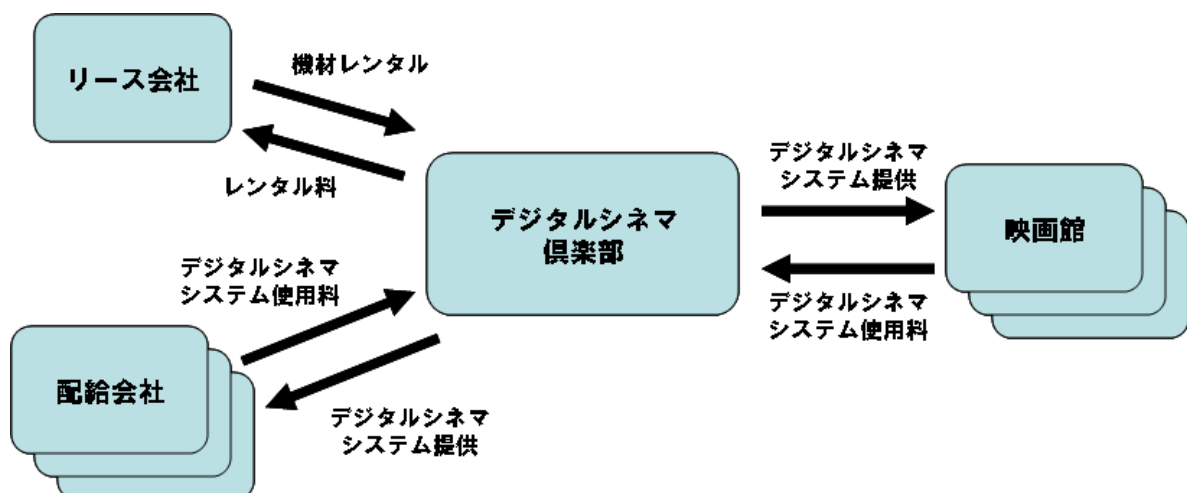 リース会社
機材レンタル
レンタル料
デジタルシネマ
倶楽部
デジタルシネマ
システム提供
映画館
デジタルシネマ
システム使用料
デジタルシネマ
システム使用料
配給会社
デジタルシネマ
システム提供